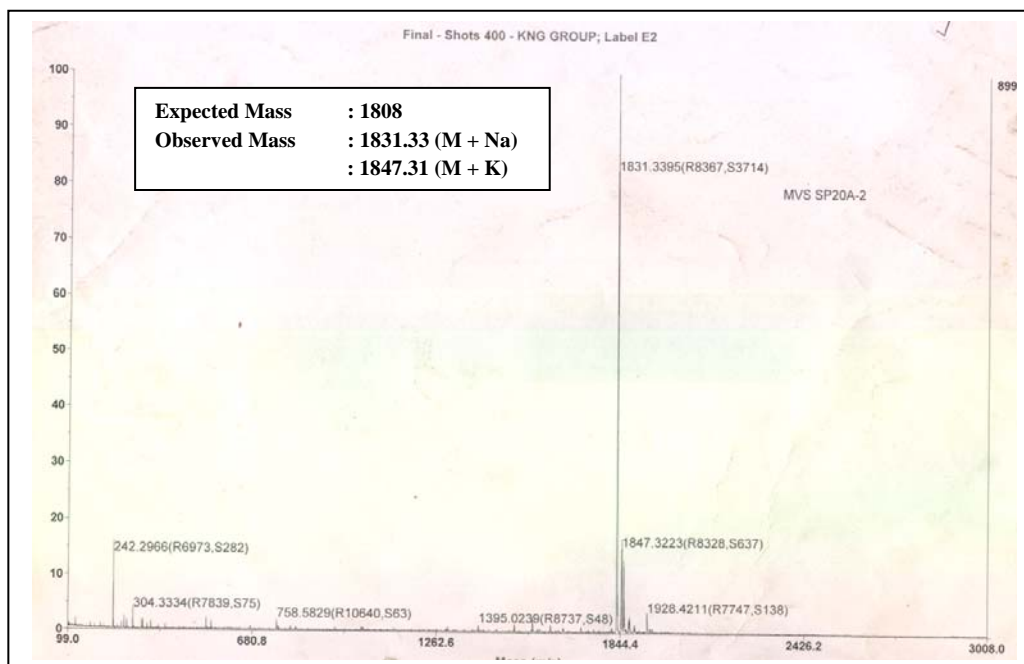 Final - Shots 400 - KNG GROUP; Label E2
100
899
90
80
70
60
50
40
30
20
10
0
Expected Mass : 1808
Observed Mass : 1831.33 (M + Na)
: 1847.31 (M + K)
1831.3395(R8367,S3714)
MVS SP20A-2
242.2966(R6973,S282)
304.3334(R7839,S75)
758.5829(R10640,S63)
1395.0239(R8737,S48)
1847.3223(R8328,S637)
1928.4211(R7747,S138)
99.0
680.8
1262.6
1844.4
2426.2
3008.0